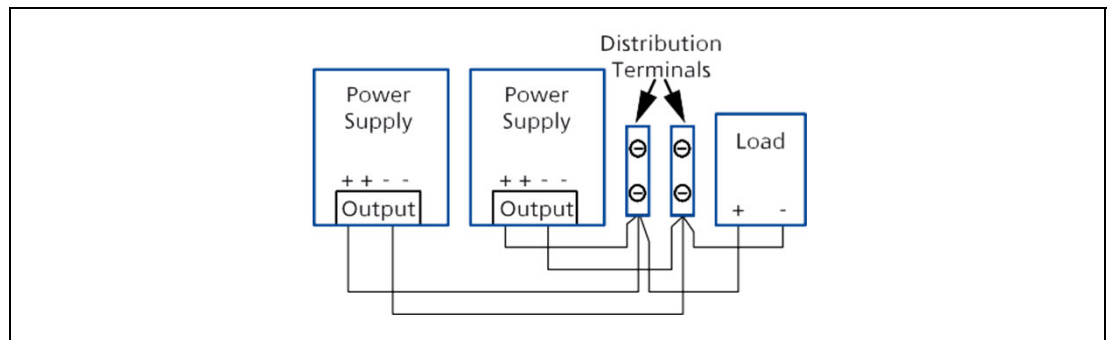 Distribution
Terminals
Power
Supply
+ + - -
Output
Power
Supply
+ + - -
Output
Load
+ -